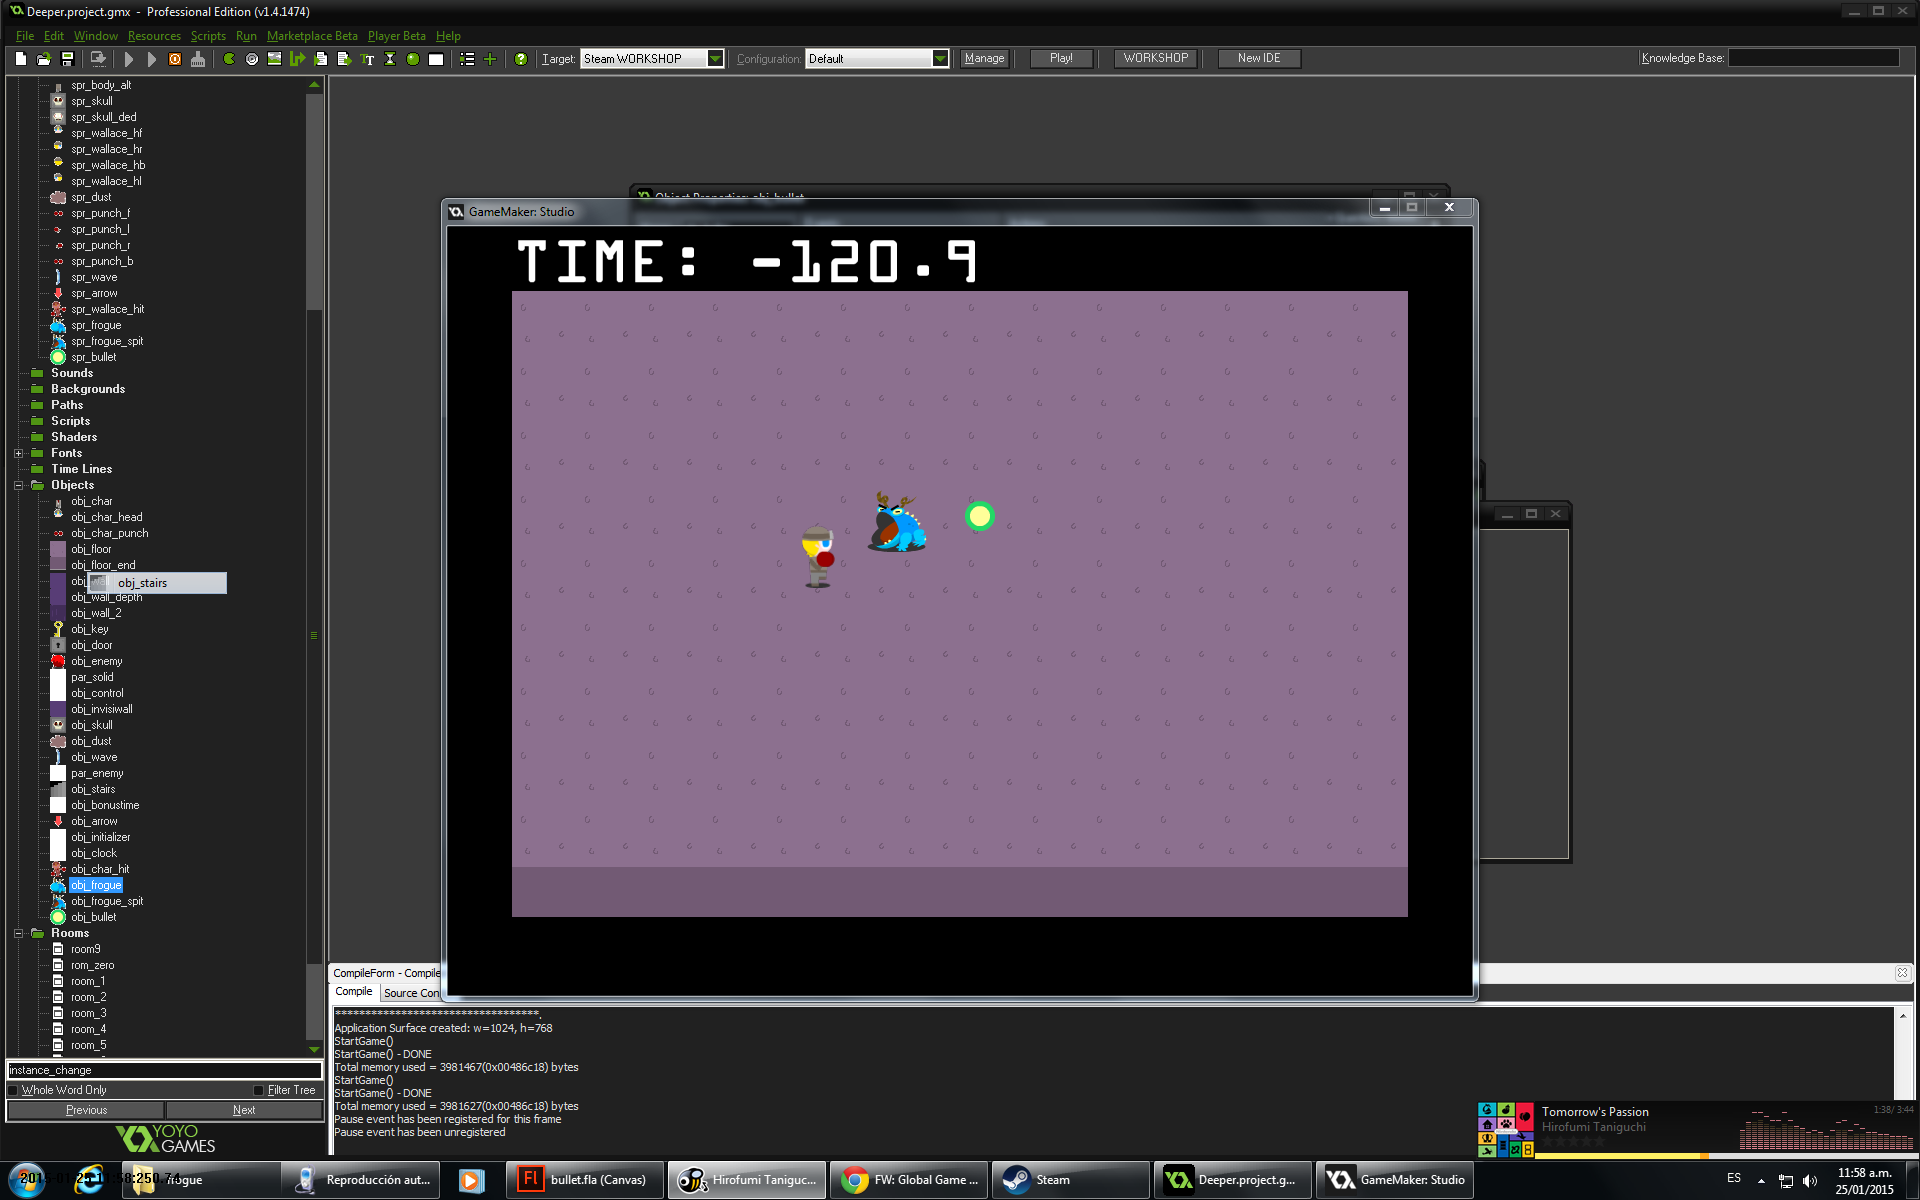 Deeper.project.gmx - Professional Edition (v1.4.1474)
File Edit Window Resources Scripts Run Marketplace Beta Player Beta Help
Target: Steam WORKSHOP Configuration: Default Manage Play! WORKSHOP New IDE Knowledge Base:
spr_body_alt
spr_skull
spr_skull_ded
spr_wallace_hf
spr_wallace_hr
spr_wallace_hb
spr_wallace_hl
spr_dust
spr_punch_f
spr_punch_l
spr_punch_r
spr_punch_b
spr_wave
spr_arrow
spr_wallace_hit
spr_frogue
spr_frogue_spit
spr_bullet
Sounds
Backgrounds
Paths
Scripts
Shaders
Fonts
Time Lines
Objects
obj_char
obj_char_head
obj_char_punch
obj_floor
obj_floor_end
obj_stairs
obj_wall_depth
obj_wall_2
obj_key
obj_door
obj_enemy
par_solid
obj_control
obj_invisiwall
obj_skull
obj_dust
obj_wave
par_enemy
obj_stairs
obj_bonustime
obj_arrow
obj_initializer
obj_clock
obj_char_hit
obj_frogue
obj_frogue_spit
obj_bullet
Rooms
room9
rom_zero
room_1
room_2
room_3
room_4
room_5
instance_change
Whole Word Only Filter Tree
Previous Next
YOYO
GAMES
Object Properties: obj_bullet
GameMaker: Studio
TIME: -120.9
CompileForm - Compile
Compile Source Con
***********************************.
Application Surface created: w=1024, h=768
StartGame()
StartGame() - DONE
Total memory used = 3981467(0x00486c18) bytes
StartGame()
StartGame() - DONE
Total memory used = 3981627(0x00486c18) bytes
Pause event has been registered for this frame
Pause event has been unregistered
Tomorrow's Passion
Hirofumi Taniguchi
1:38/ 3:44
frogue
Reproducción aut...
bullet.fla (Canvas)
Hirofumi Taniguc...
FW: Global Game ...
Steam
Deeper.project.g...
GameMaker: Studio
ES
11:58 a.m.
25/01/2015